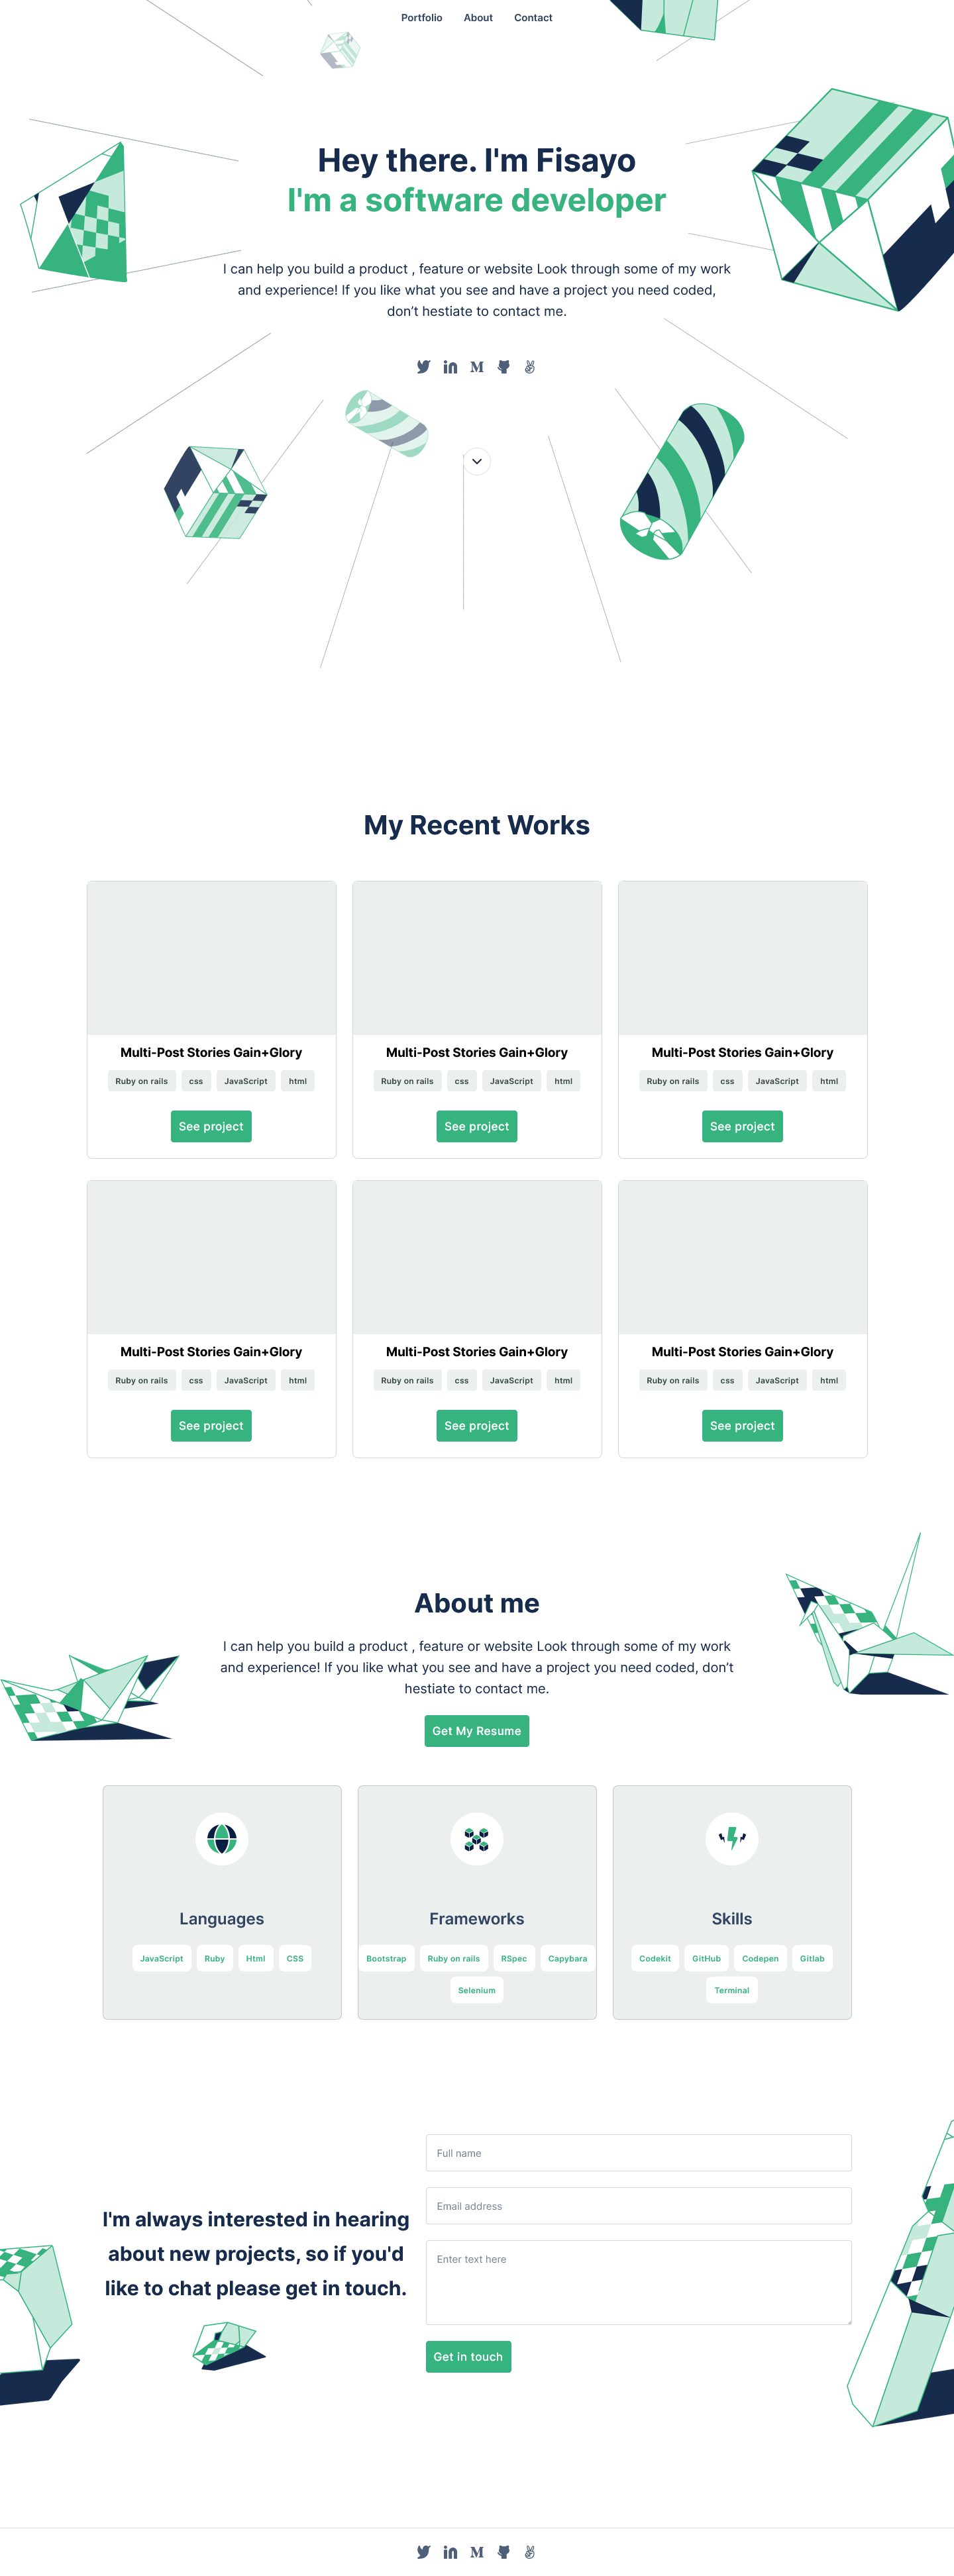 Portfolio About Contact
Hey there. I'm Fisayo
I'm a software developer
I can help you build a product , feature or website Look through some of my work
and experience! If you like what you see and have a project you need coded,
don’t hestiate to contact me.
My Recent Works
Multi-Post Stories Gain+Glory
Ruby on rails css JavaScript html
See project
Multi-Post Stories Gain+Glory
Ruby on rails css JavaScript html
See project
Multi-Post Stories Gain+Glory
Ruby on rails css JavaScript html
See project
Multi-Post Stories Gain+Glory
Ruby on rails css JavaScript html
See project
Multi-Post Stories Gain+Glory
Ruby on rails css JavaScript html
See project
Multi-Post Stories Gain+Glory
Ruby on rails css JavaScript html
See project
About me
I can help you build a product , feature or website Look through some of my work
and experience! If you like what you see and have a project you need coded, don’t
hestiate to contact me.
Get My Resume
Languages
JavaScript Ruby Html CSS
Frameworks
Bootstrap Ruby on rails RSpec Capybara
Selenium
Skills
Codekit GitHub Codepen Gitlab
Terminal
I'm always interested in hearing
about new projects, so if you'd
like to chat please get in touch.
Full name
Email address
Enter text here
Get in touch